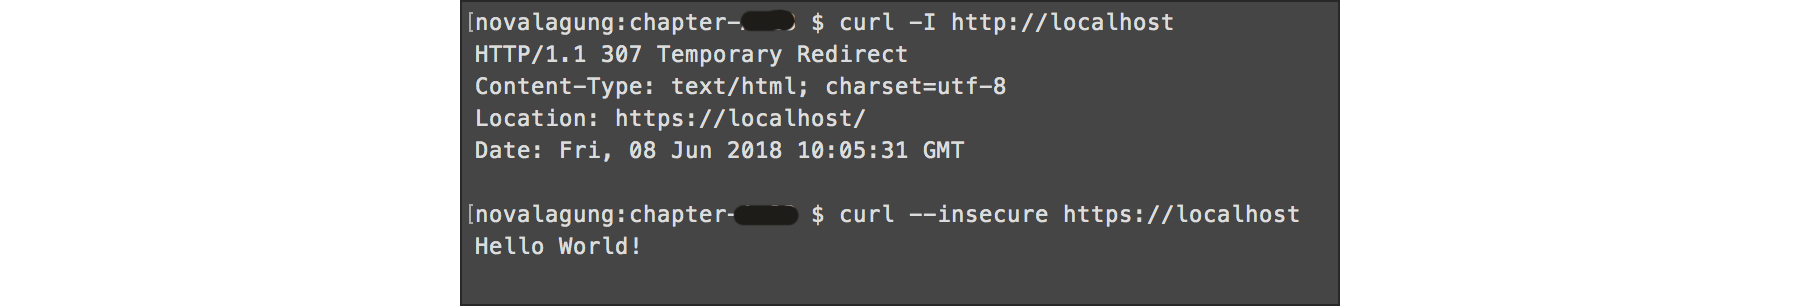 [novalagung:chapter- $ curl -I http://localhost
HTTP/1.1 307 Temporary Redirect
Content-Type: text/html; charset=utf-8
Location: https://localhost/
Date: Fri, 08 Jun 2018 10:05:31 GMT
[novalagung:chapter- $ curl --insecure https://localhost
Hello World!